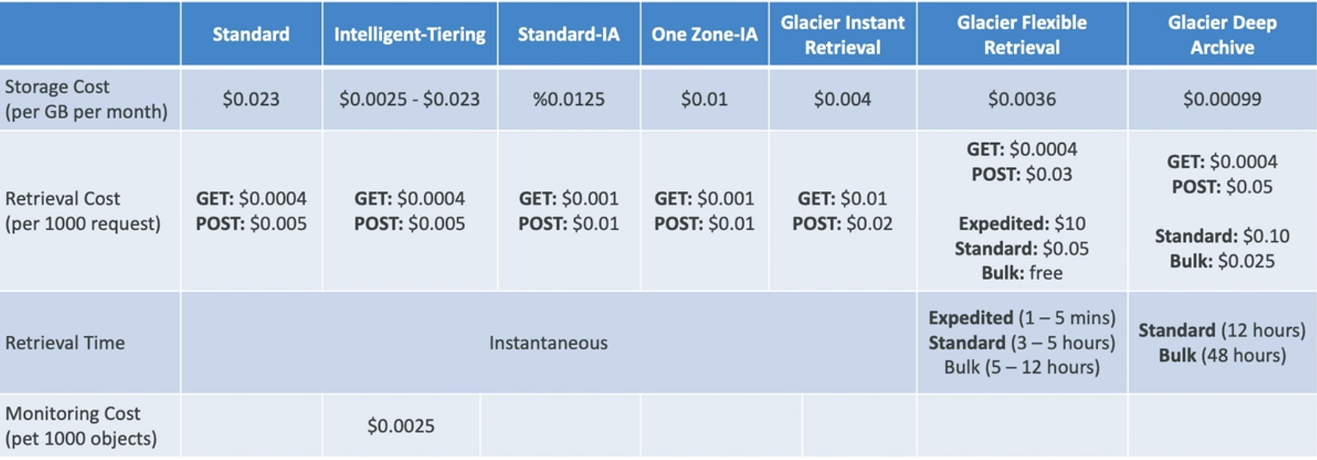 Standard
Intelligent-Tiering
Standard-IA
One Zone-IA
Glacier Instant
Retrieval
Glacier Flexible
Retrieval
Glacier Deep
Archive
Storage Cost
(per GB per month)
$0.023
$0.0025 - $0.023
%0.0125
$0.01
$0.004
$0.0036
$0.00099
Retrieval Cost
(per 1000 request)
GET: $0.0004
POST: $0.005
GET: $0.0004
POST: $0.005
GET: $0.001
POST: $0.01
GET: $0.001
POST: $0.01
GET: $0.01
POST: $0.02
GET: $0.0004
POST: $0.03
Expedited: $10
Standard: $0.05
Bulk: free
GET: $0.0004
POST: $0.05
Standard: $0.10
Bulk: $0.025
Retrieval Time
Instantaneous
Expedited (1 – 5 mins)
Standard (3 – 5 hours)
Bulk (5 – 12 hours)
Standard (12 hours)
Bulk (48 hours)
Monitoring Cost
(pet 1000 objects)
$0.0025